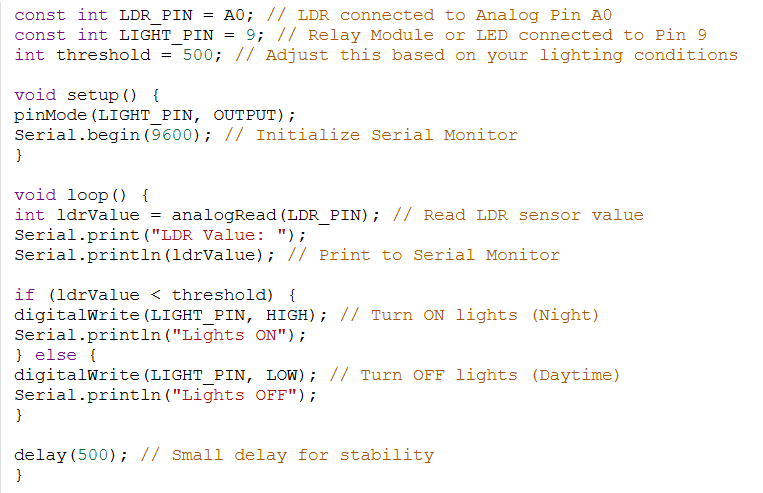 const int LDR_PIN = A0; // LDR connected to Analog Pin A0
const int LIGHT_PIN = 9; // Relay Module or LED connected to Pin 9
int threshold = 500; // Adjust this based on your lighting conditions
void setup() {
pinMode(LIGHT_PIN, OUTPUT);
Serial.begin(9600); // Initialize Serial Monitor
}
void loop() {
int ldrValue = analogRead(LDR_PIN); // Read LDR sensor value
Serial.print("LDR Value: ");
Serial.println(ldrValue); // Print to Serial Monitor
if (ldrValue < threshold) {
digitalWrite(LIGHT_PIN, HIGH); // Turn ON lights (Night)
Serial.println("Lights ON");
} else {
digitalWrite(LIGHT_PIN, LOW); // Turn OFF lights (Daytime)
Serial.println("Lights OFF");
}
delay(500); // Small delay for stability
}